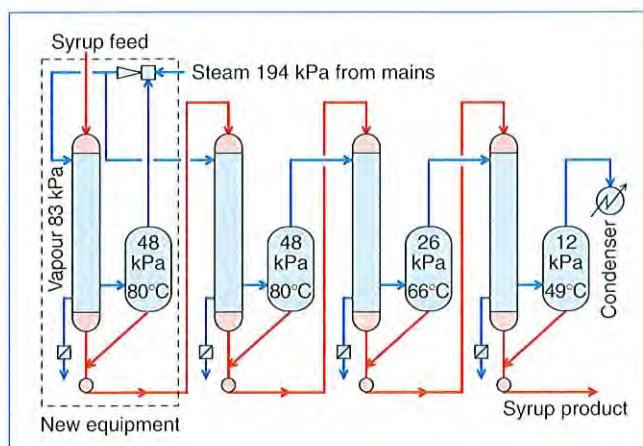 Syrup feed
Steam 194 kPa from mains
Vapour 83 kPa
48
kPa
80°C
48
kPa
80°C
26
kPa
66°C
12
kPa
49°C
Condenser
New equipment
Syrup product